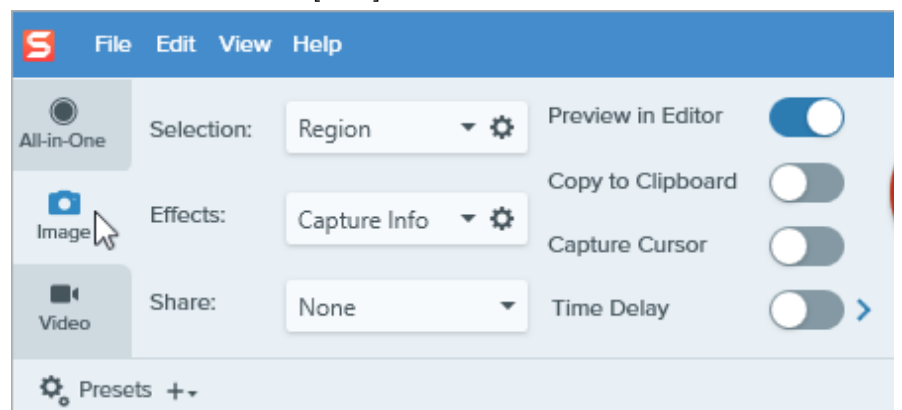 S File Edit View Help
All-in-One
Image
Video
Selection: Region
Effects: Capture Info
Share: None
Preview in Editor
Copy to Clipboard
Capture Cursor
Time Delay
Presets +